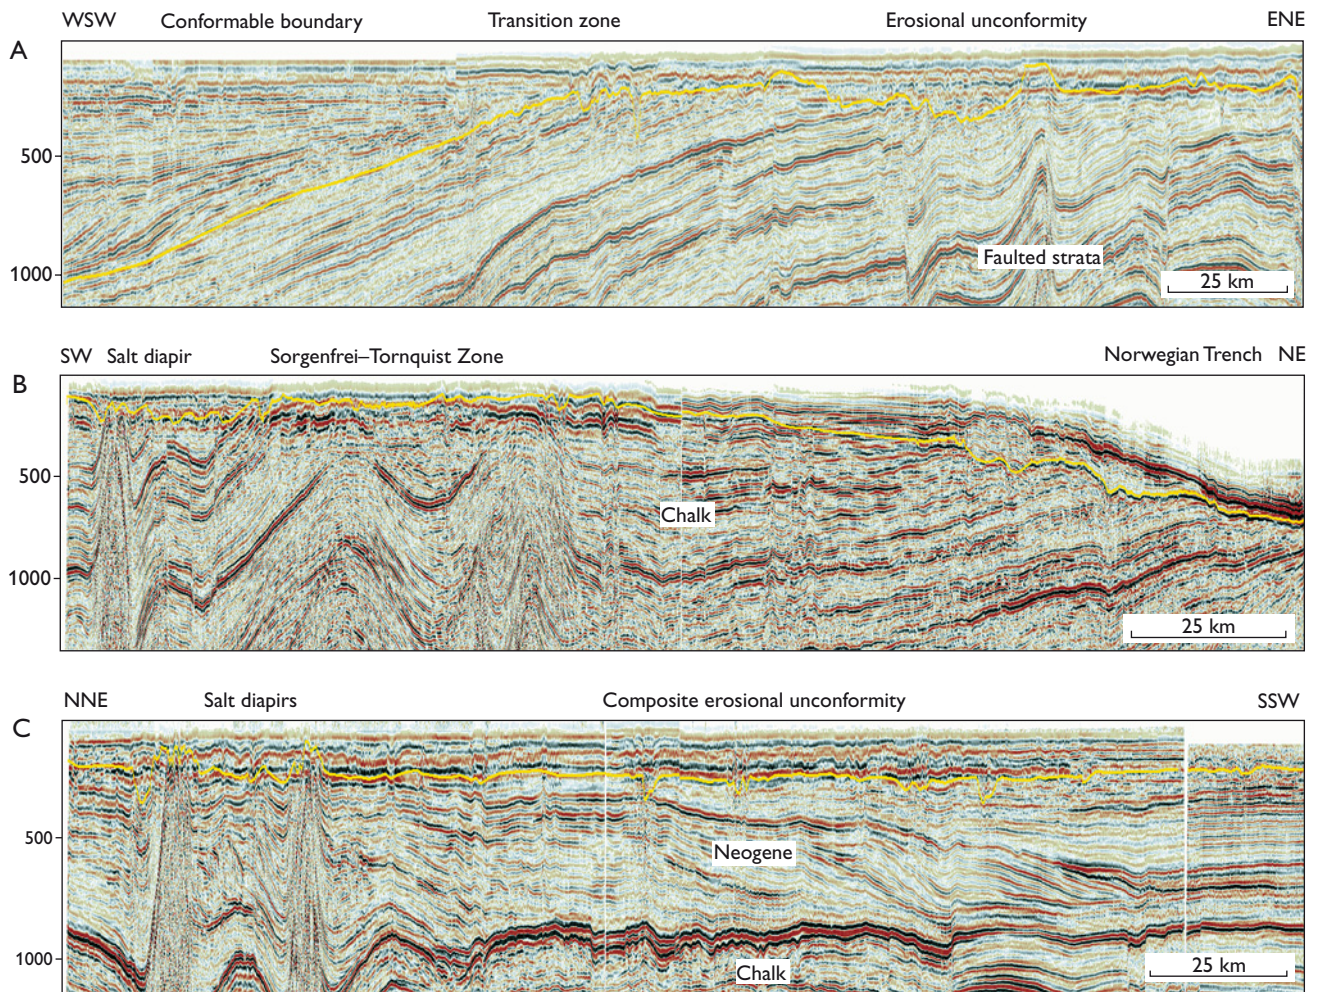 WSW Conformable boundary Transition zone Erosional unconformity ENE
A
500
1000
Faulted strata
25 km
SW Salt diapir Sorgenfrei–Tornquist Zone Norwegian Trench NE
B
500
Chalk
1000
25 km
NNE Salt diapirs Composite erosional unconformity SSW
C
500
Neogene
1000
Chalk
25 km